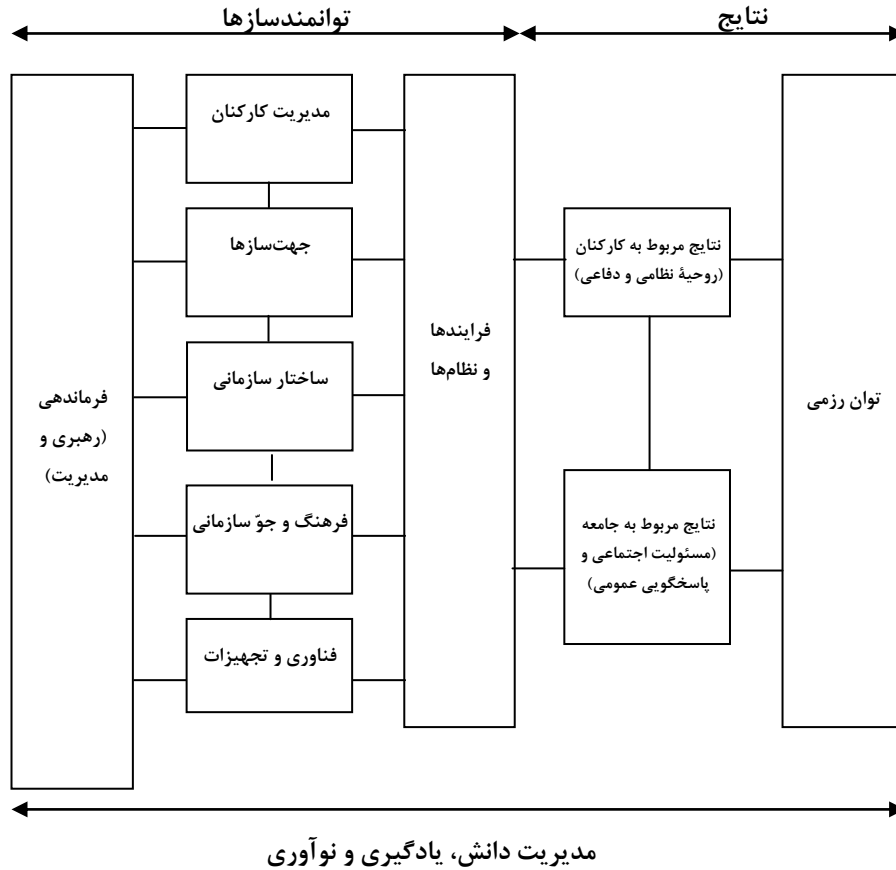 توانمندسازها
نتایج
مدیریت کارکنان
جهت‌سازها
ساختار سازمانی
فرهنگ و جوّ سازمانی
فناوری و تجهیزات
فرماندهی
(رهبری و
مدیریت)
فرایندها
و نظام‌ها
نتایج مربوط به کارکنان
(روحیۀ نظامی و دفاعی)
نتایج مربوط به جامعه
(مسئولیت اجتماعی و
پاسخگویی عمومی)
توان رزمی
مدیریت دانش، یادگیری و نوآوری